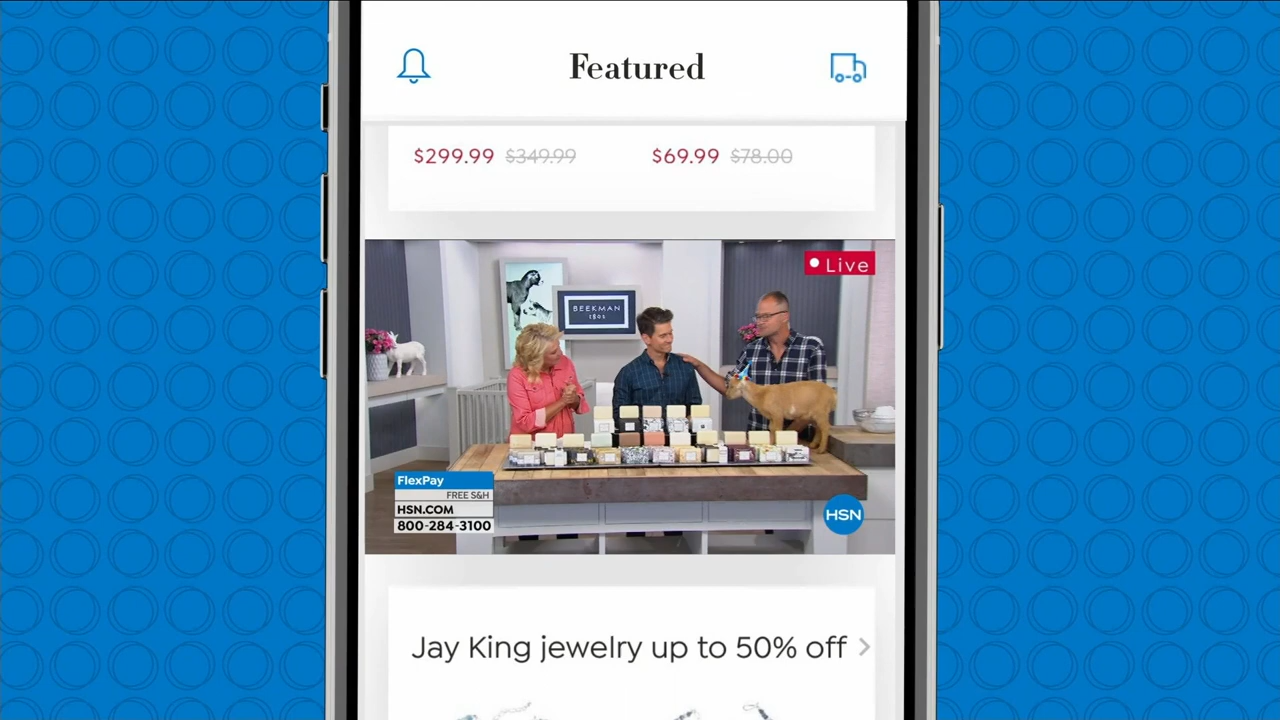 Featured
$299.99 $349.99 $69.99 $78.00
Live
BEEKMAN
1802
FlexPay
FREE S&H
HSN.COM
800-284-3100
HSN
Jay King jewelry up to 50% off